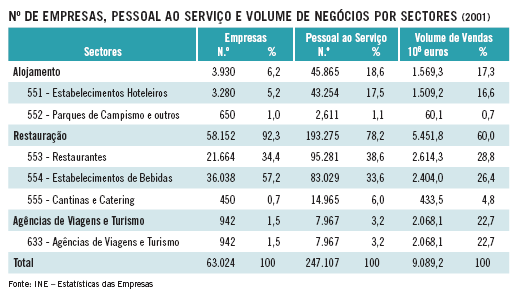 Nº DE EMPRESAS, PESSOAL AO SERVIÇO E VOLUME DE NEGÓCIOS POR SECTORES (2001)
Sectores Empresas Pessoal ao Serviço Volume de Vendas
N.º % N.º % 10⁶ euros %
Alojamento 3.930 6,2 45.865 18,6 1.569,3 17,3
551 - Estabelecimentos Hoteleiros 3.280 5,2 43.254 17,5 1.509,2 16,6
552 - Parques de Campismo e outros 650 1,0 2,611 1,1 60,1 0,7
Restauração 58.152 92,3 193.275 78,2 5.451,8 60,0
553 - Restaurantes 21.664 34,4 95.281 38,6 2.614,3 28,8
554 - Estabelecimentos de Bebidas 36.038 57,2 83.029 33,6 2.404,0 26,4
555 - Cantinas e Catering 450 0,7 14.965 6,0 433,5 4,8
Agências de Viagens e Turismo 942 1,5 7.967 3,2 2.068,1 22,7
633 - Agências de Viagens e Turismo 942 1,5 7.967 3,2 2.068,1 22,7
Total 63.024 100 247.107 100 9.089,2 100
Fonte: INE – Estatísticas das Empresas